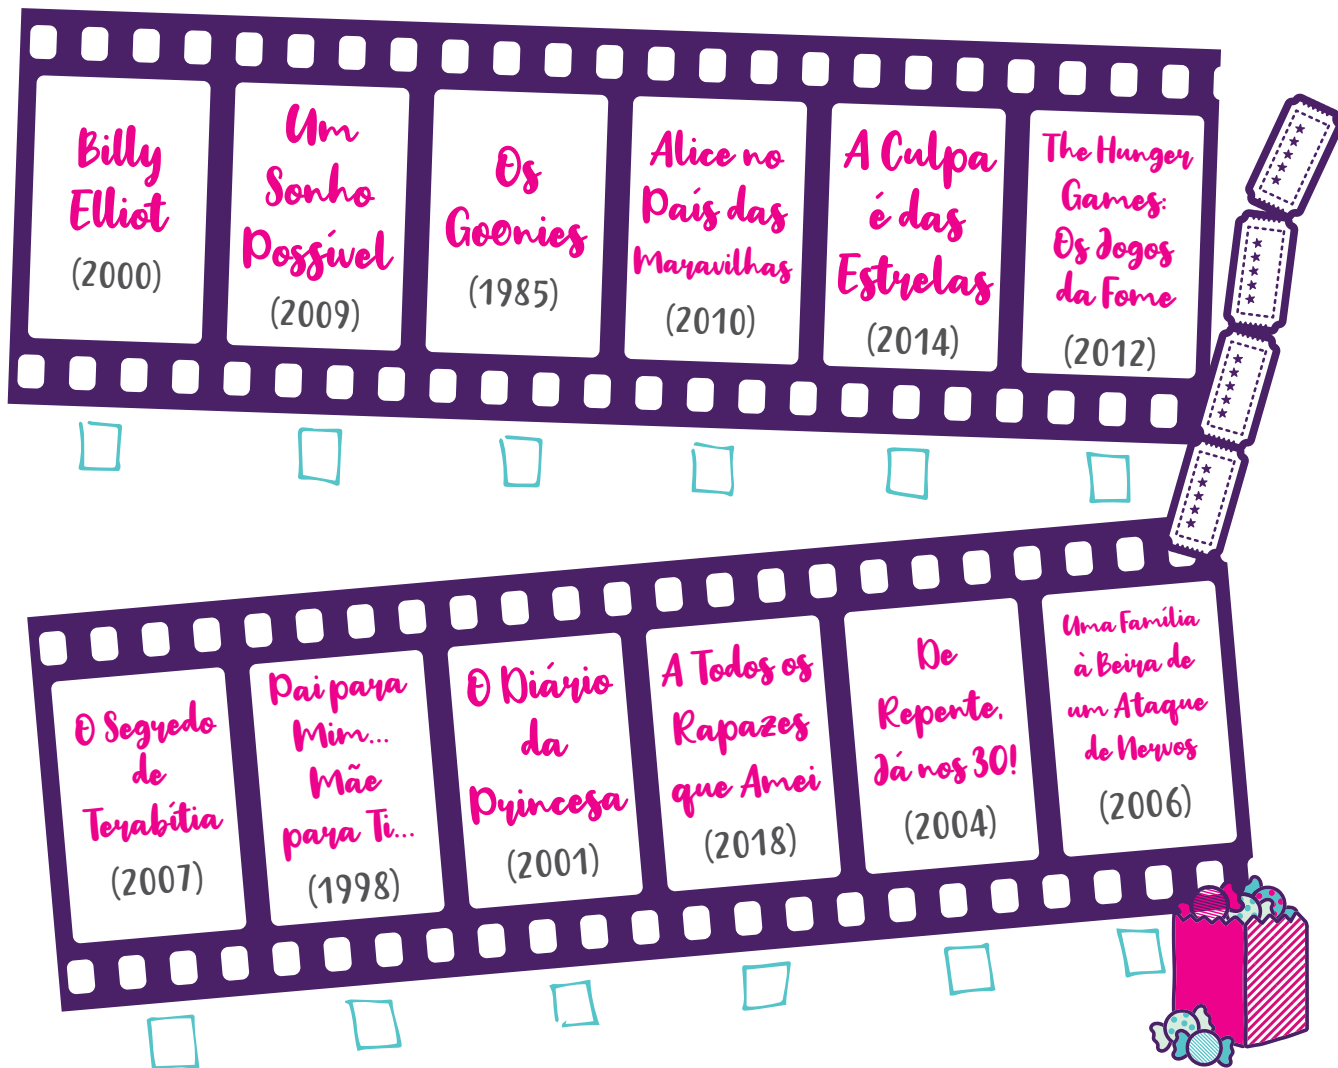 Billy
Elliot
(2000)
Um
Sonho
Possível
(2009)
Os
Goonies
(1985)
Alice no
País das
Maravilhas
(2010)
A Culpa
é das
Estrelas
(2014)
The Hunger
Games:
Os Jogos
da Fome
(2012)
O Segredo
de
Terabítia
(2007)
Pai para
Mim...
Mãe
para Ti...
(1998)
O Diário
da
Princesa
(2001)
A Todos os
Rapazes
que Amei
(2018)
De
Repente,
Já nos 30!
(2004)
Uma Família
à Beira de
um Ataque
de Nervos
(2006)